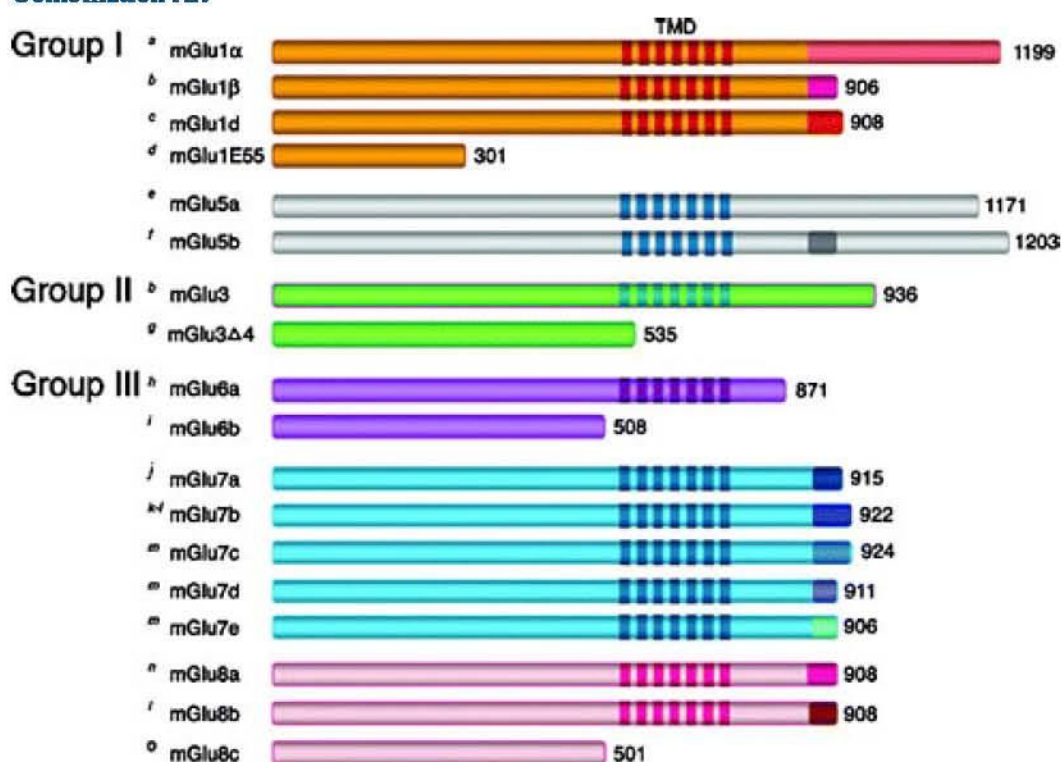 TMD
Group I a mGlu1α 1199
b mGlu1β 906
c mGlu1d 908
d mGlu1E55 301
e mGlu5a 1171
f mGlu5b 1203
Group II b mGlu3 936
g mGlu3Δ4 535
Group III h mGlu6a 871
i mGlu6b 508
j mGlu7a 915
k-l mGlu7b 922
m mGlu7c 924
m mGlu7d 911
m mGlu7e 906
n mGlu8a 908
l mGlu8b 908
o mGlu8c 501